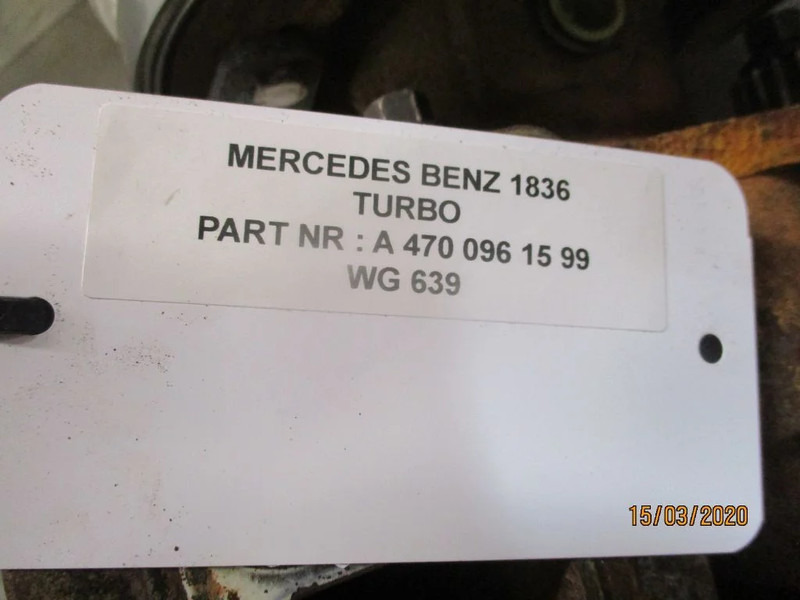 MERCEDES BENZ 1836
TURBO
PART NR : A 470 096 15 99
WG 639
15/03/2020